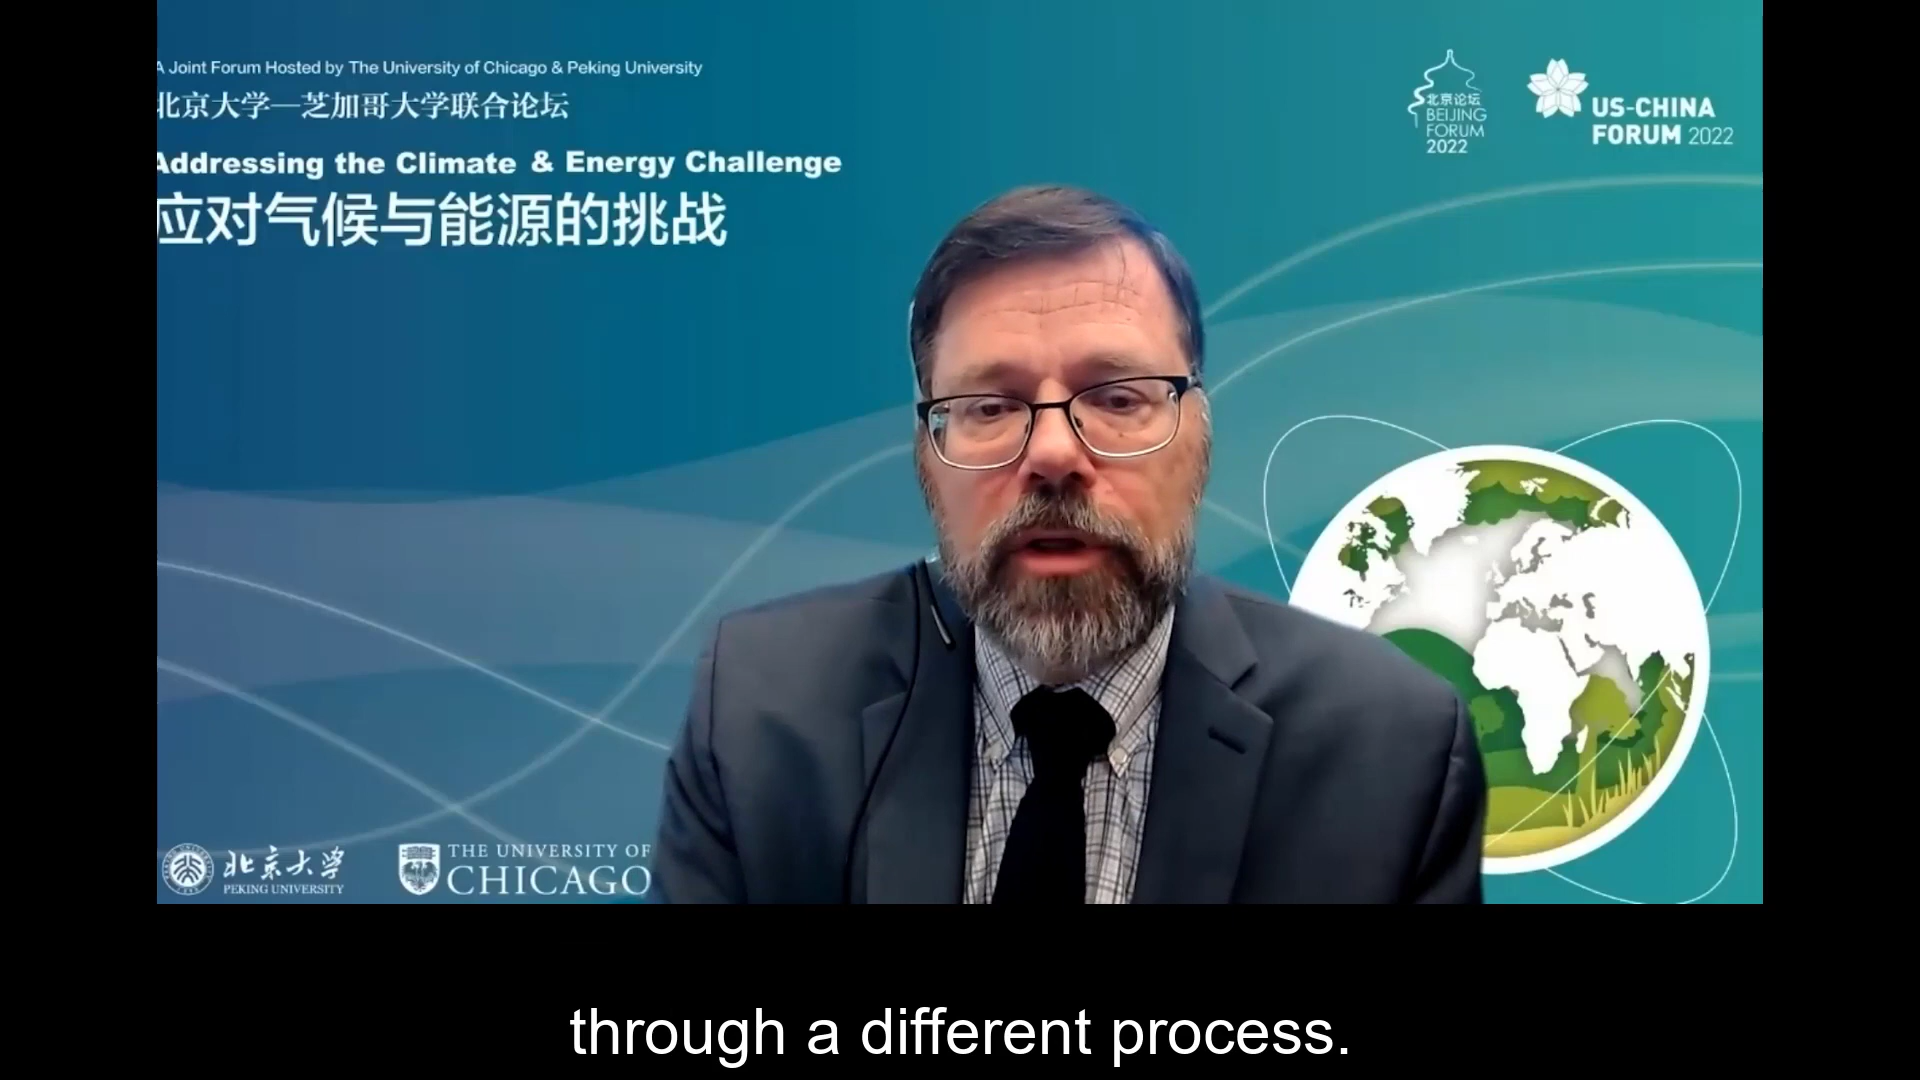 A Joint Forum Hosted by The University of Chicago & Peking University
北京大学—芝加哥大学联合论坛
Addressing the Climate & Energy Challenge
应对气候与能源的挑战
北京论坛
BEIJING
FORUM
2022
US-CHINA
FORUM 2022
北京大学
PEKING UNIVERSITY
THE UNIVERSITY OF
CHICAGO
through a different process.